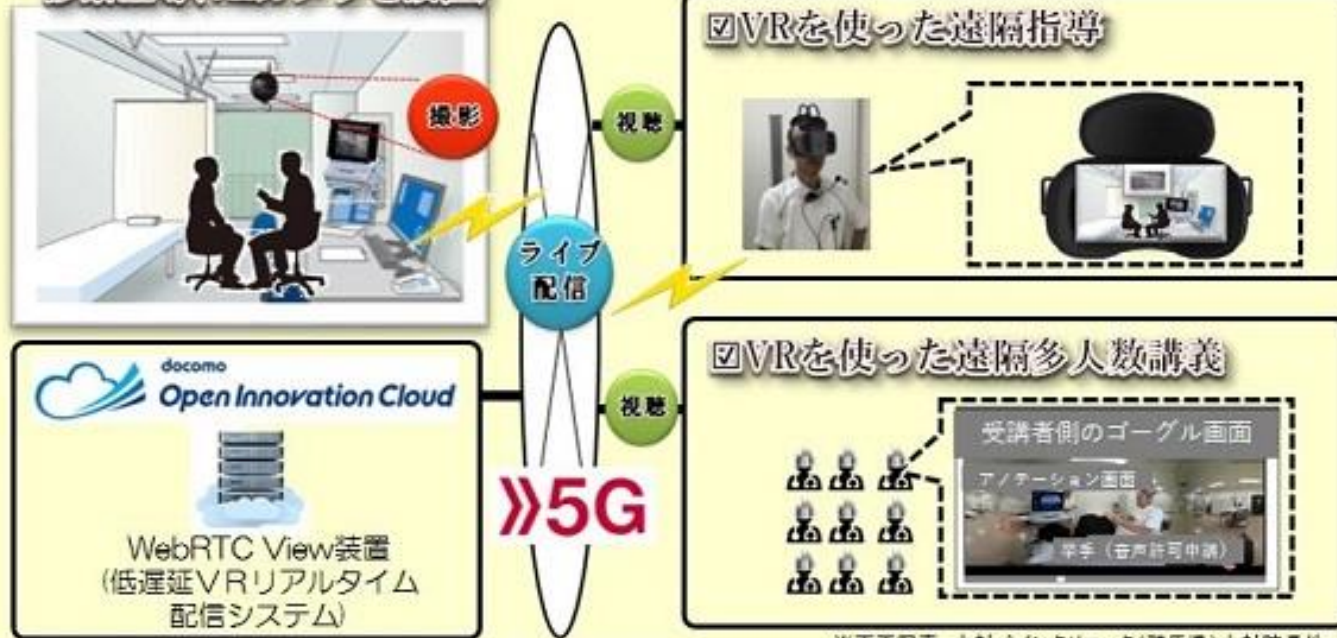 撮影
視聴
ライブ
配信
視聴
☑VRを使った遠隔指導
docomo
Open Innovation Cloud
WebRTC View装置
(低遅延VRリアルタイム
配信システム)
》5G
☑VRを使った遠隔多人数講義
受講者側のゴーグル画面
アノテーション画面
挙手（音声許可申請）